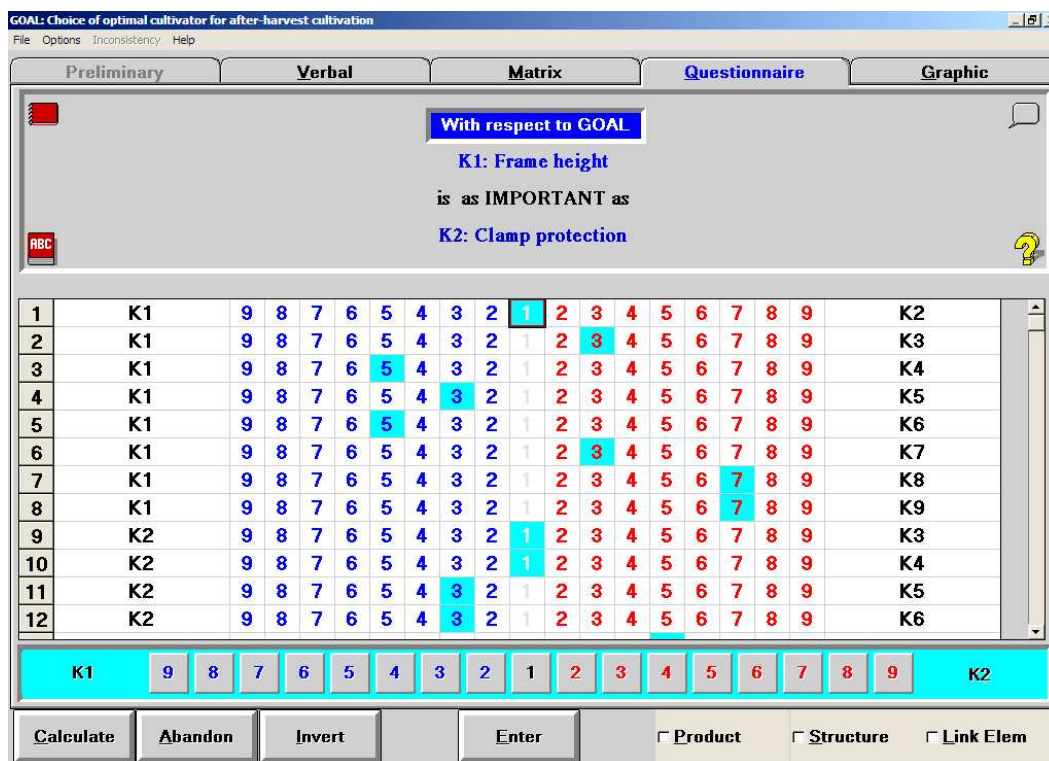 GOAL: Choice of optimal cultivator for after-harvest cultivation
File Options Inconsistency Help
Preliminary Verbal Matrix Questionnaire Graphic
With respect to GOAL
K1: Frame height
is as IMPORTANT as
ABC K2: Clamp protection
1 K1 9 8 7 6 5 4 3 2 1 2 3 4 5 6 7 8 9 K2
2 K1 9 8 7 6 5 4 3 2 1 2 3 4 5 6 7 8 9 K3
3 K1 9 8 7 6 5 4 3 2 1 2 3 4 5 6 7 8 9 K4
4 K1 9 8 7 6 5 4 3 2 1 2 3 4 5 6 7 8 9 K5
5 K1 9 8 7 6 5 4 3 2 1 2 3 4 5 6 7 8 9 K6
6 K1 9 8 7 6 5 4 3 2 1 2 3 4 5 6 7 8 9 K7
7 K1 9 8 7 6 5 4 3 2 1 2 3 4 5 6 7 8 9 K8
8 K1 9 8 7 6 5 4 3 2 1 2 3 4 5 6 7 8 9 K9
9 K2 9 8 7 6 5 4 3 2 1 2 3 4 5 6 7 8 9 K3
10 K2 9 8 7 6 5 4 3 2 1 2 3 4 5 6 7 8 9 K4
11 K2 9 8 7 6 5 4 3 2 1 2 3 4 5 6 7 8 9 K5
12 K2 9 8 7 6 5 4 3 2 1 2 3 4 5 6 7 8 9 K6
K1 9 8 7 6 5 4 3 2 1 2 3 4 5 6 7 8 9 K2
Calculate Abandon Invert Enter Product Structure Link Elem